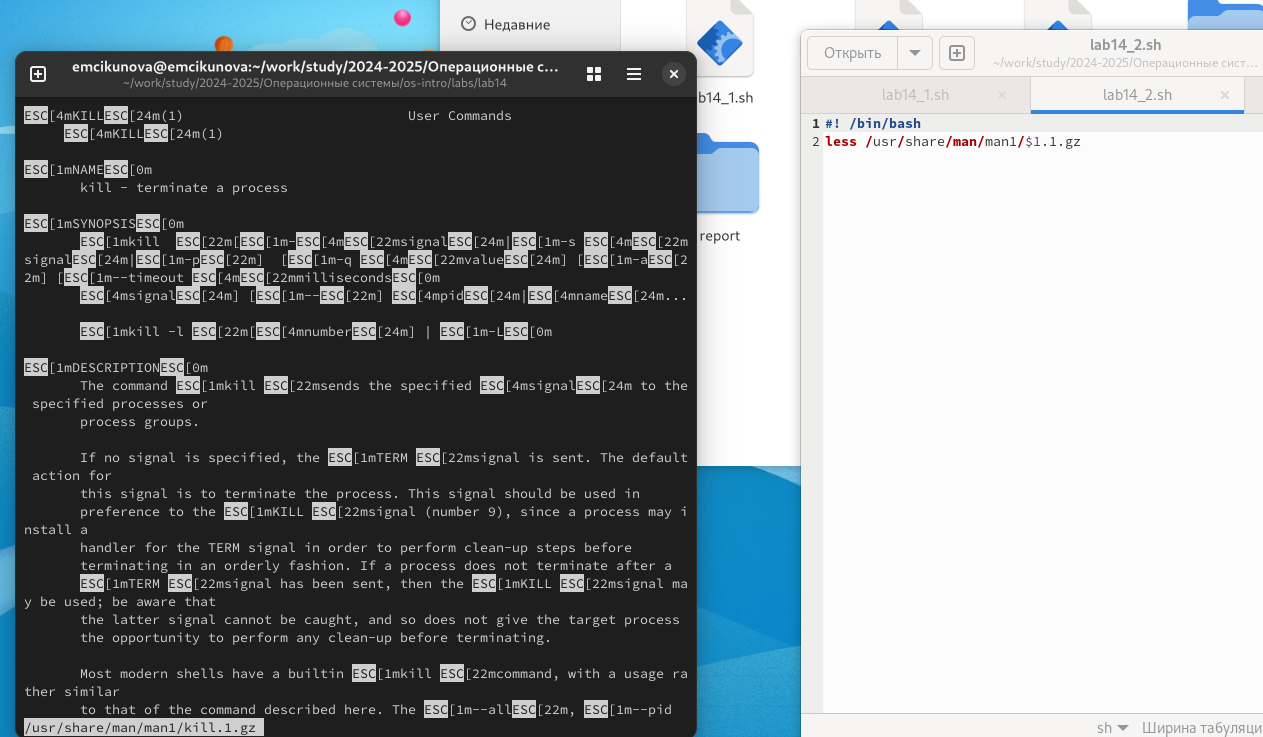 Недавние
b14_1.sh
report
emcikunova@emcikunova:~/work/study/2024-2025/Операционные с...
~/work/study/2024-2025/Операционные системы/os-intro/labs/lab14
ESC[4mKILLESC[24m(1) User Commands
ESC[4mKILLESC[24m(1)
ESC[1mNAMEESC[0m
kill - terminate a process
ESC[1mSYNOPSISESC[0m
ESC[1mkill ESC[22m[ESC[1m-ESC[4mESC[22msignalESC[24m|ESC[1m-s ESC[4mESC[22m
signalESC[24m|ESC[1m-pESC[22m] [ESC[1m-q ESC[4mESC[22mvalueESC[24m] [ESC[1m-aESC[2
2m] [ESC[1m--timeout ESC[4mESC[22mmillisecondsESC[0m
ESC[4msignalESC[24m] [ESC[1m--ESC[22m] ESC[4mpidESC[24m|ESC[4mnameESC[24m...
ESC[1mkill -l ESC[22m[ESC[4mnumberESC[24m] | ESC[1m-LESC[0m
ESC[1mDESCRIPTIONESC[0m
The command ESC[1mkill ESC[22msends the specified ESC[4msignalESC[24m to the
specified processes or
process groups.
If no signal is specified, the ESC[1mTERM ESC[22msignal is sent. The default
action for
this signal is to terminate the process. This signal should be used in
preference to the ESC[1mKILL ESC[22msignal (number 9), since a process may i
nstall a
handler for the TERM signal in order to perform clean-up steps before
terminating in an orderly fashion. If a process does not terminate after a
ESC[1mTERM ESC[22msignal has been sent, then the ESC[1mKILL ESC[22msignal ma
y be used; be aware that
the latter signal cannot be caught, and so does not give the target process
the opportunity to perform any clean-up before terminating.
Most modern shells have a builtin ESC[1mkill ESC[22mcommand, with a usage ra
ther similar
to that of the command described here. The ESC[1m--allESC[22m, ESC[1m--pid
/usr/share/man/man1/kill.1.gz
Открыть
lab14_2.sh
~/work/study/2024-2025/Операционные сист...
lab14_1.sh
lab14_2.sh
1 #! /bin/bash
2 less /usr/share/man/man1/$1.1.gz
sh
Ширина табуляци